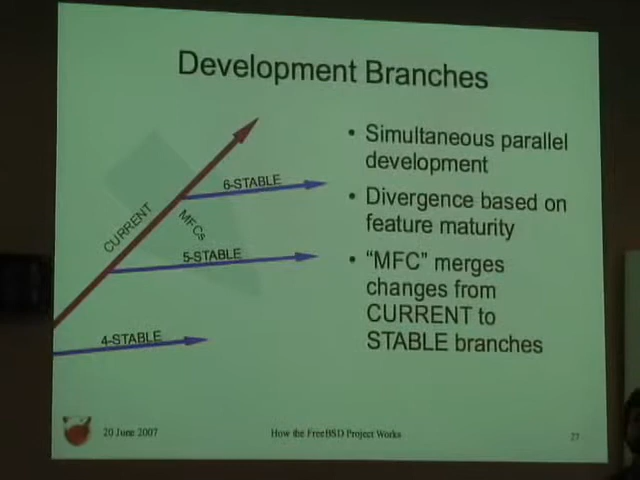 Development Branches
CURRENT
MFCs
6-STABLE
5-STABLE
4-STABLE
• Simultaneous parallel
development
• Divergence based on
feature maturity
• “MFC” merges
changes from
CURRENT to
STABLE branches
20 June 2007
How the FreeBSD Project Works
27